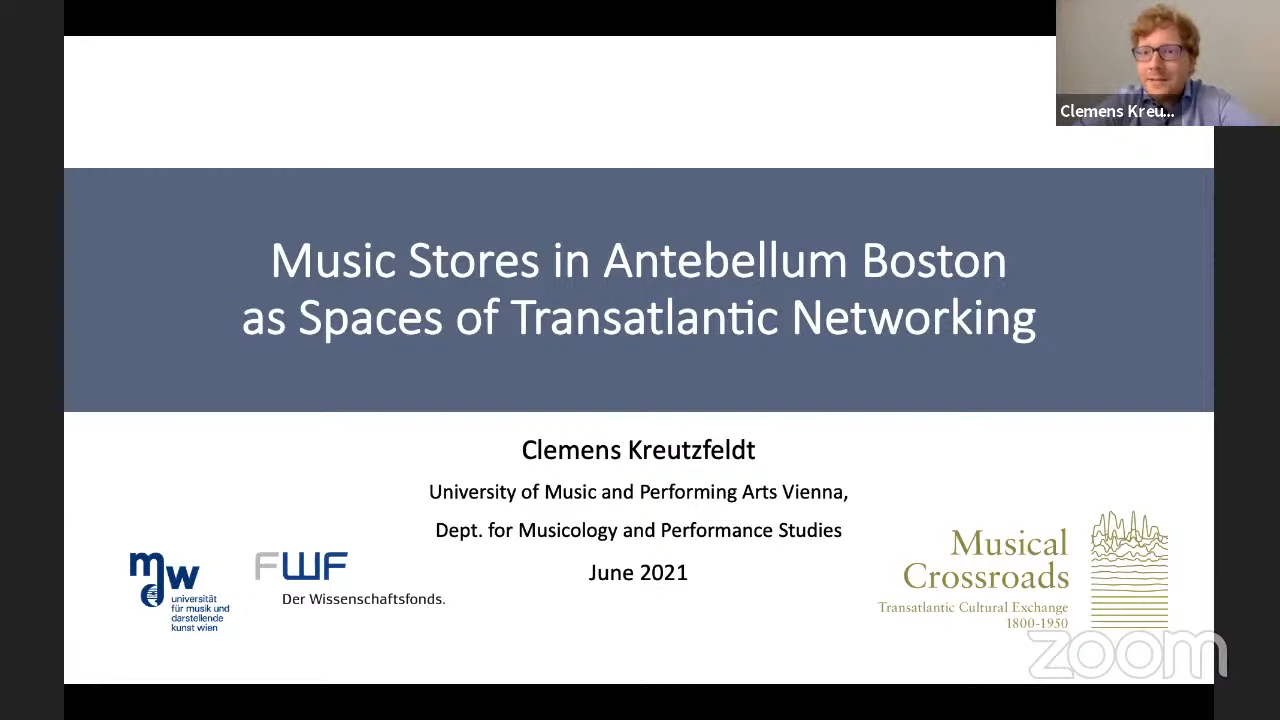 Clemens Kreu...
Music Stores in Antebellum Boston
as Spaces of Transatlantic Networking
Clemens Kreutzfeldt
University of Music and Performing Arts Vienna,
Dept. for Musicology and Performance Studies
June 2021
mdw
universität
für musik und
darstellende
kunst wien
FWF
Der Wissenschaftsfonds.
Musical
Crossroads
Transatlantic Cultural Exchange
1800-1950
zoom